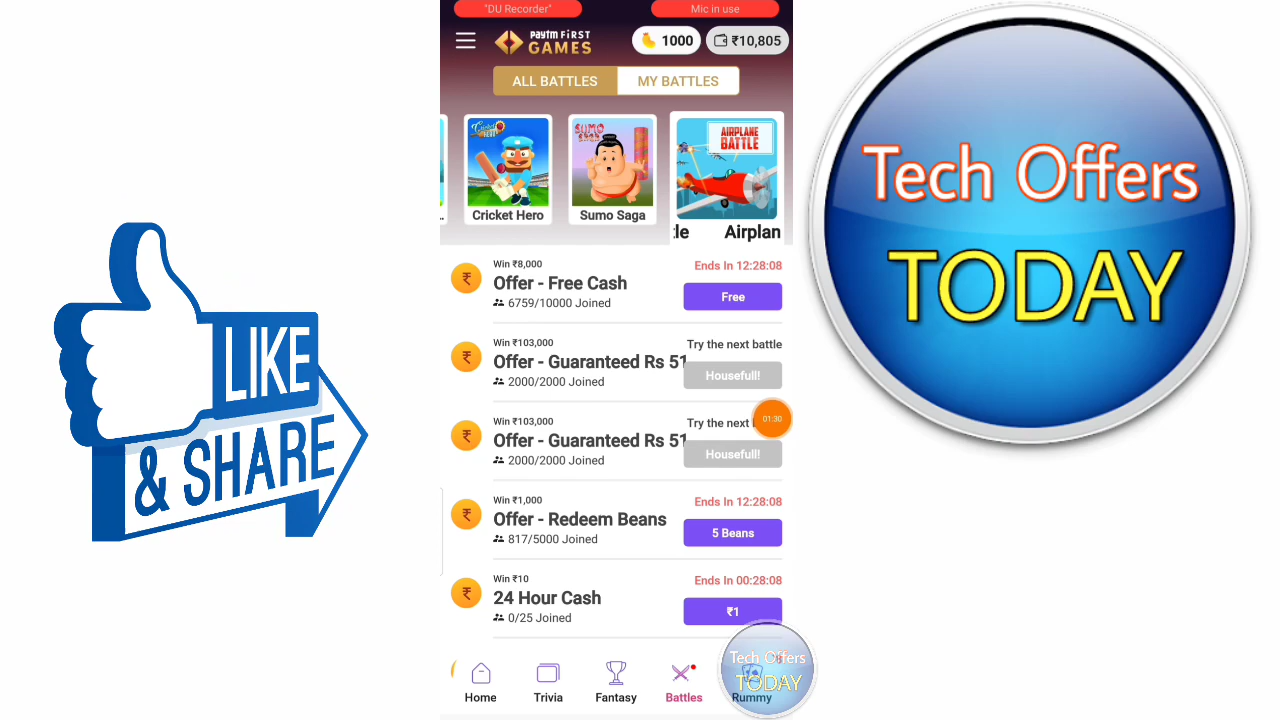 "DU Recorder"
Mic in use
PAYTM FiRST
GAMES
1000
₹10,805
ALL BATTLES
MY BATTLES
Cricket
HERO
SUMO
SAGA
AIRPLANE
BATTLE
..
Cricket Hero
Sumo Saga
le
Airplan
Win ₹8,000
Ends In 12:28:08
Offer - Free Cash
Free
6759/10000 Joined
Win ₹103,000
Try the next battle
Offer - Guaranteed Rs 51
Housefull!
2000/2000 Joined
Win ₹103,000
Try the next
01:30
Offer - Guaranteed Rs 51
Housefull!
2000/2000 Joined
Win ₹1,000
Ends In 12:28:08
Offer - Redeem Beans
5 Beans
817/5000 Joined
Win ₹10
Ends In 00:28:08
24 Hour Cash
₹1
0/25 Joined
Home
Trivia
Fantasy
Battles
Rummy
Tech Offers
TODAY
LIKE
& SHARE
Tech Offers
TODAY